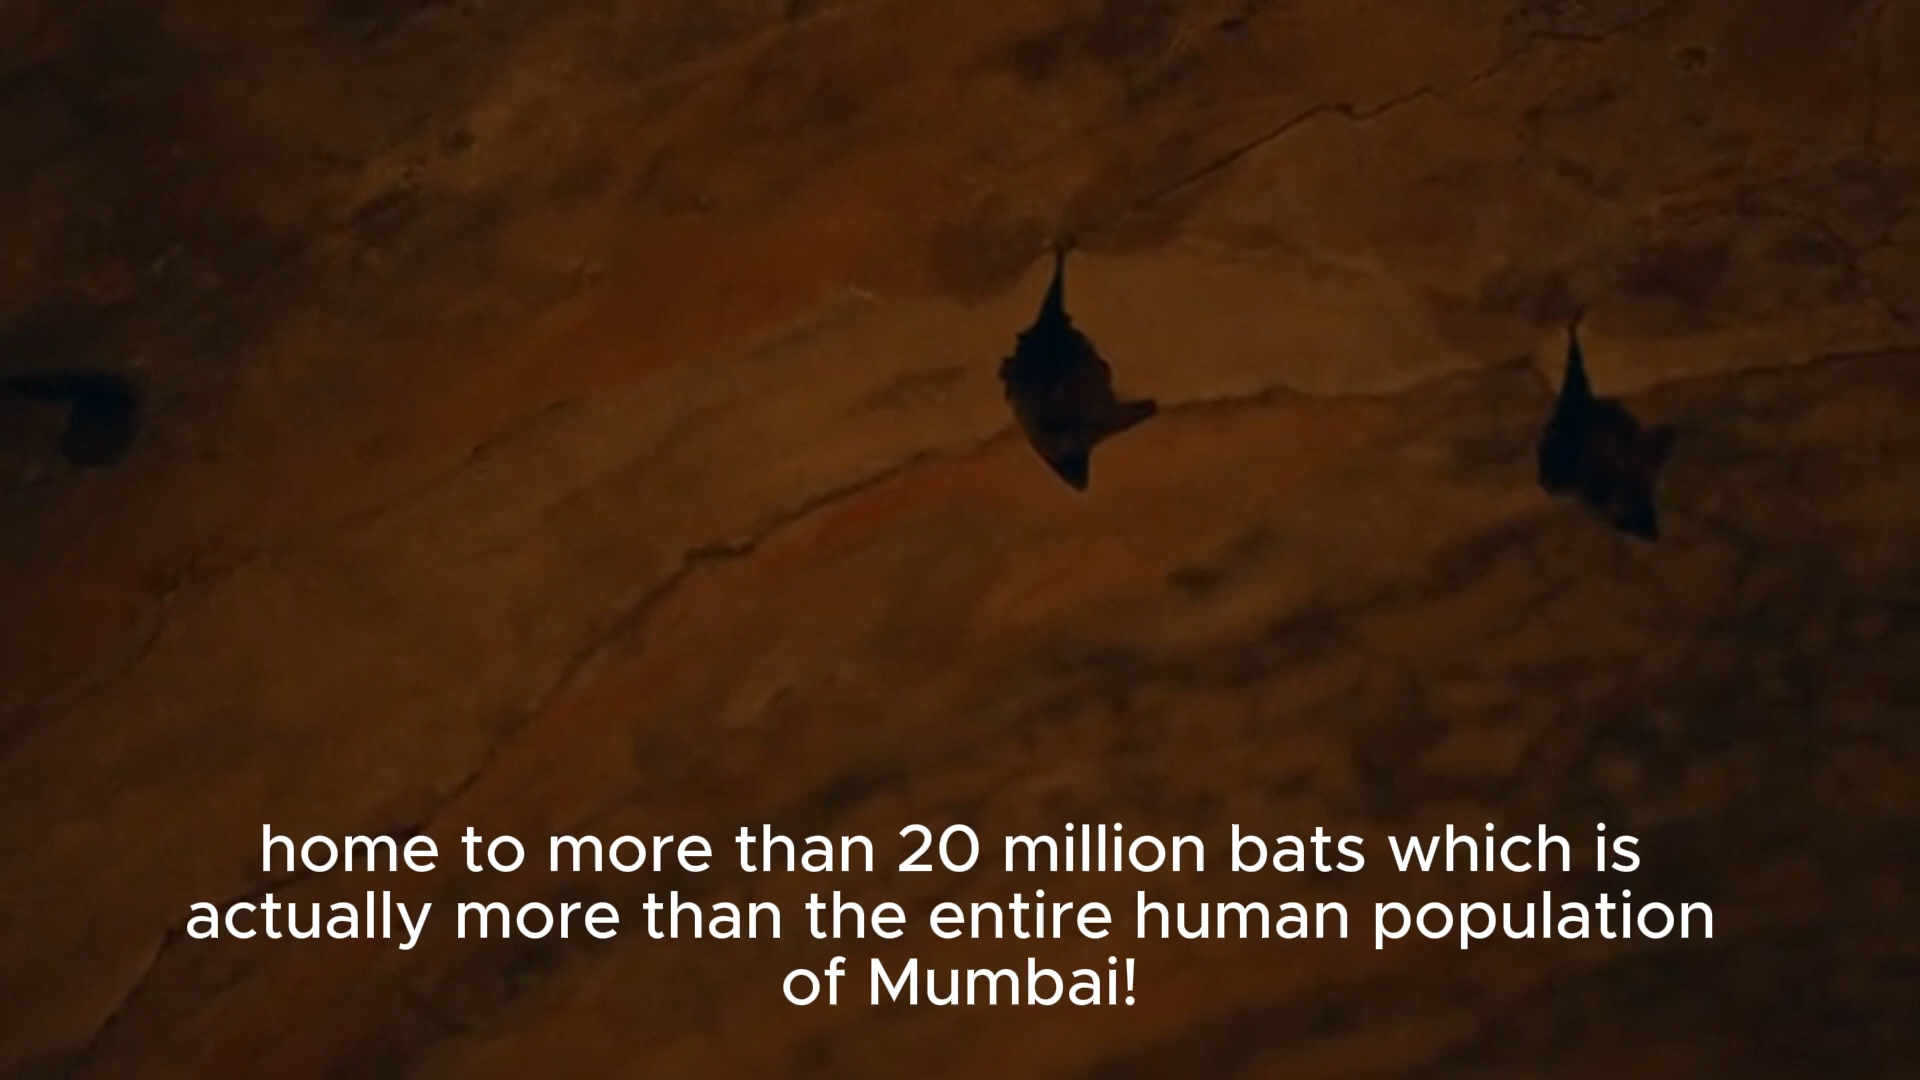 home to more than 20 million bats which is
actually more than the entire human population
of Mumbai!